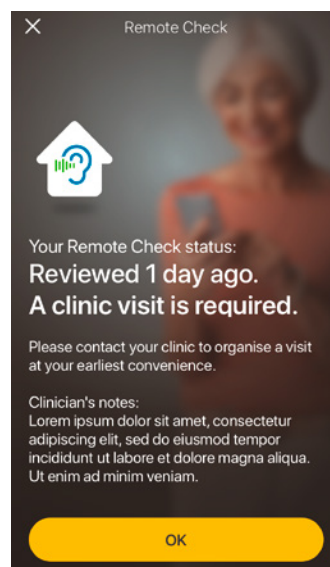 Remote Check
Your Remote Check status:
Reviewed 1 day ago.
A clinic visit is required.
Please contact your clinic to organise a visit
at your earliest convenience.
Clinician's notes:
Lorem ipsum dolor sit amet, consectetur
adipiscing elit, sed do eiusmod tempor
incididunt ut labore et dolore magna aliqua.
Ut enim ad minim veniam.
OK